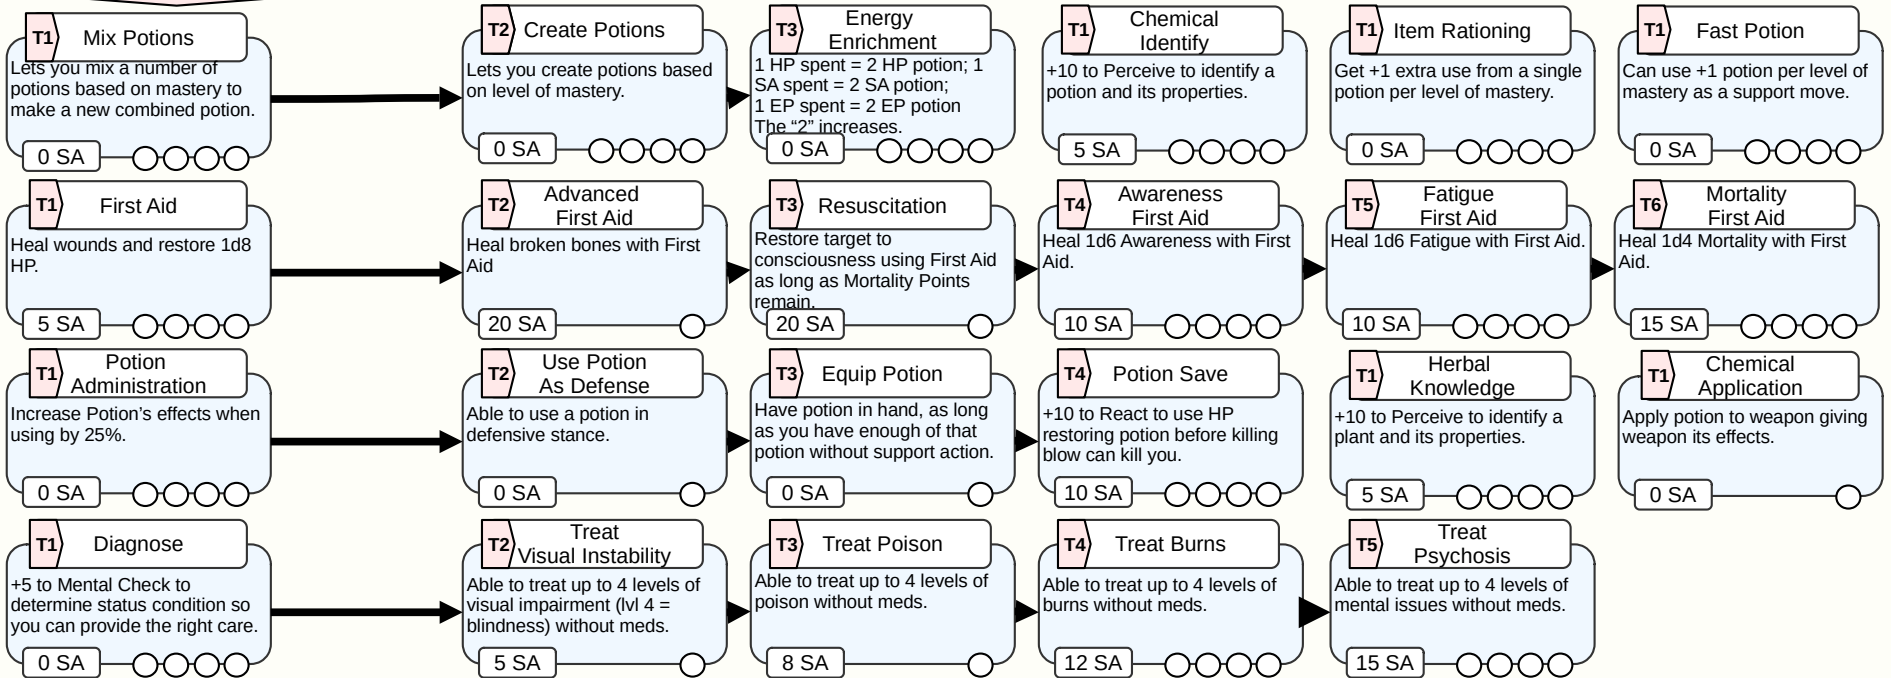 T1 Mix Potions
Lets you mix a number of
potions based on mastery to
make a new combined potion.
0 SA
T2 Create Potions
Lets you create potions based
on level of mastery.
0 SA
T3 Energy
Enrichment
1 HP spent = 2 HP potion; 1
SA spent = 2 SA potion;
1 EP spent = 2 EP potion
The “2” increases.
0 SA
T1 Chemical
Identify
+10 to Perceive to identify a
potion and its properties.
5 SA
T1 Item Rationing
Get +1 extra use from a single
potion per level of mastery.
0 SA
T1 Fast Potion
Can use +1 potion per level of
mastery as a support move.
0 SA
T1 First Aid
Heal wounds and restore 1d8
HP.
5 SA
T2 Advanced
First Aid
Heal broken bones with First
Aid
20 SA
T3 Resuscitation
Restore target to
consciousness using First Aid
as long as Mortality Points
remain.
20 SA
T4 Awareness
First Aid
Heal 1d6 Awareness with First
Aid.
10 SA
T5 Fatigue
First Aid
Heal 1d6 Fatigue with First Aid.
10 SA
T6 Mortality
First Aid
Heal 1d4 Mortality with First
Aid.
15 SA
T1 Potion
Administration
Increase Potion’s effects when
using by 25%.
0 SA
T2 Use Potion
As Defense
Able to use a potion in
defensive stance.
0 SA
T3 Equip Potion
Have potion in hand, as long
as you have enough of that
potion without support action.
0 SA
T4 Potion Save
+10 to React to use HP
restoring potion before killing
blow can kill you.
10 SA
T1 Herbal
Knowledge
+10 to Perceive to identify a
plant and its properties.
5 SA
T1 Chemical
Application
Apply potion to weapon giving
weapon its effects.
0 SA
T1 Diagnose
+5 to Mental Check to
determine status condition so
you can provide the right care.
0 SA
T2 Treat
Visual Instability
Able to treat up to 4 levels of
visual impairment (lvl 4 =
blindness) without meds.
5 SA
T3 Treat Poison
Able to treat up to 4 levels of
poison without meds.
8 SA
T4 Treat Burns
Able to treat up to 4 levels of
burns without meds.
12 SA
T5 Treat
Psychosis
Able to treat up to 4 levels of
mental issues without meds.
15 SA